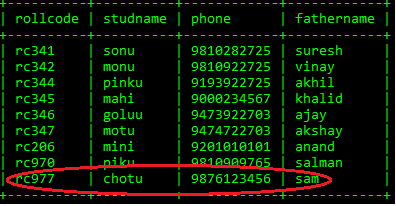 rollcode | studname | phone | fathername
rc341 | sonu | 9810282725 | suresh
rc342 | monu | 9810922725 | vinay
rc344 | pinku | 9193922725 | akhil
rc345 | mahi | 9000234567 | khalid
rc346 | goluu | 9473922703 | ajay
rc347 | motu | 9474722703 | akshay
rc206 | mini | 9201010101 | anand
rc970 | piku | 9810909765 | salman
rc977 | chotu | 9876123456 | sam